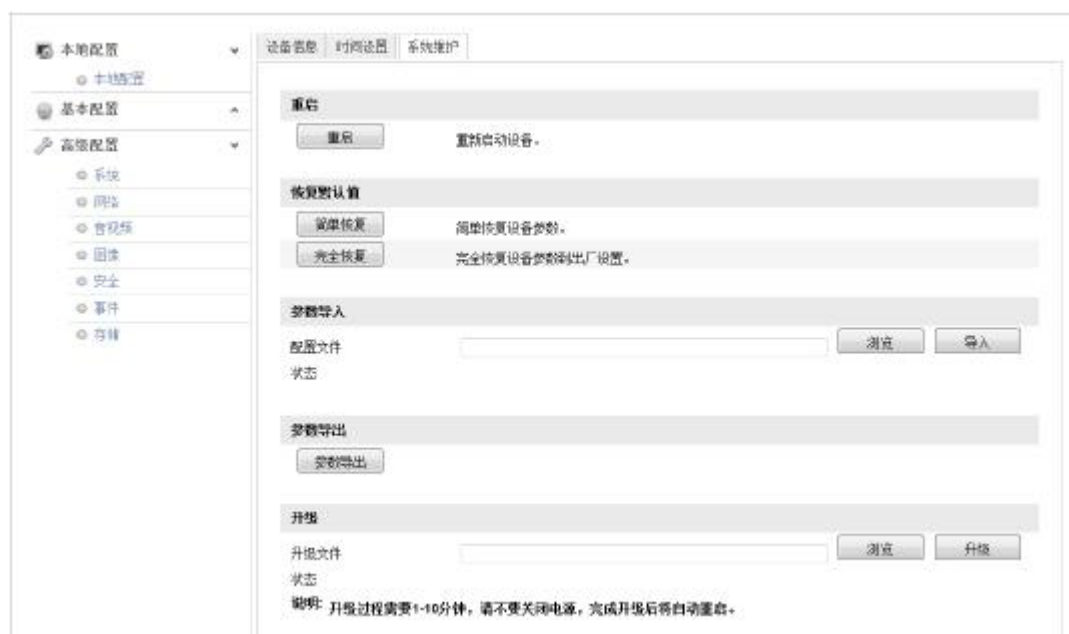 本地配置
本地配置
基本配置
高级配置
系统
网络
音视频
图像
安全
事件
存储
设备信息 时间设置 系统维护
重启
重启 重新启动设备。
恢复默认值
简单恢复 简单恢复设备参数。
完全恢复 完全恢复设备参数到出厂设置。
参数导入
配置文件 浏览 导入
状态
参数导出
参数导出
升级
升级文件 浏览 升级
状态
说明: 升级过程需要1-10分钟，请不要关闭电源，完成升级后将自动重启。